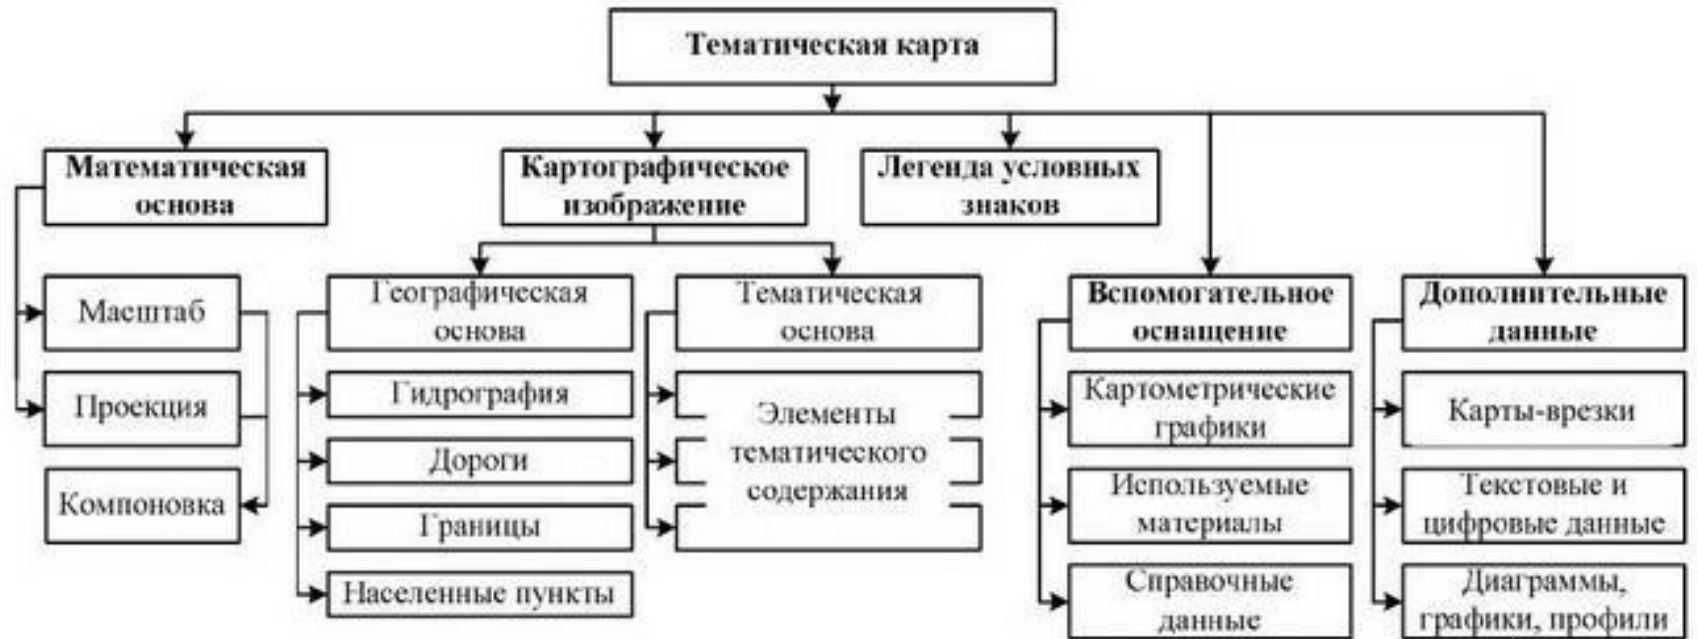 Тематическая карта
Математическая
основа
Картографическое
изображение
Легенда условных
знаков
Масштаб
Проекция
Компоновка
Географическая
основа
Гидрография
Дороги
Границы
Населенные пункты
Тематическая
основа
Элементы
тематического
содержания
Вспомогательное
оснащение
Картометрические
графики
Используемые
материалы
Справочные
данные
Дополнительные
данные
Карты-врезки
Текстовые и
цифровые данные
Диаграммы,
графики, профили